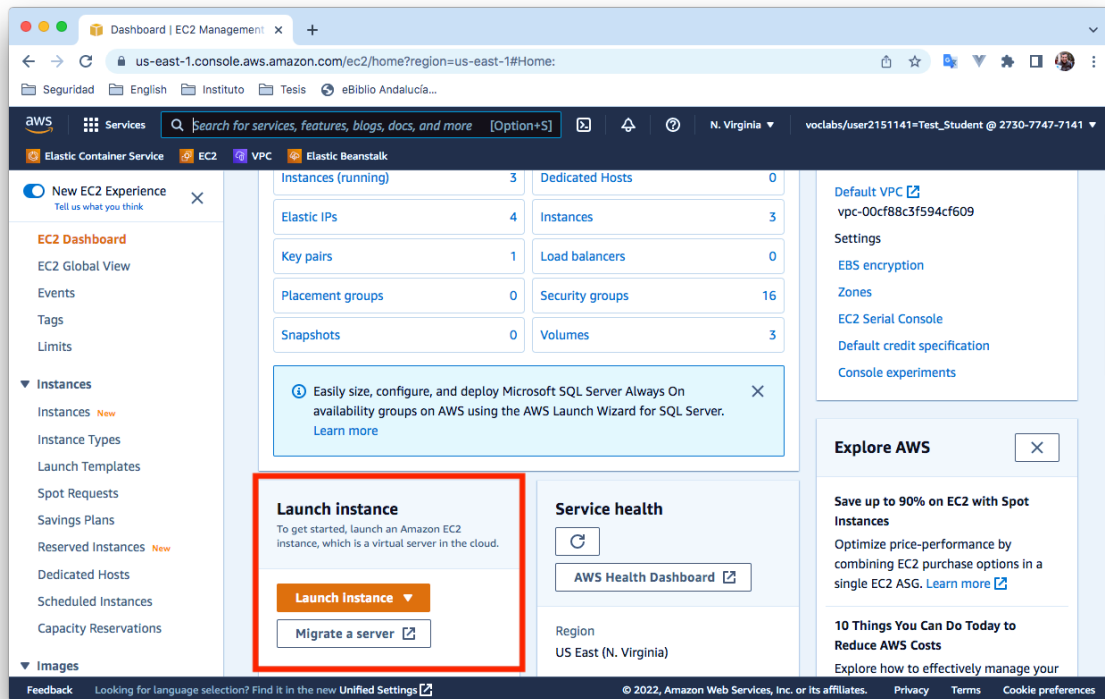 Dashboard | EC2 Management
us-east-1.console.aws.amazon.com/ec2/home?region=us-east-1#Home:
Seguridad English Instituto Tesis eBiblio Andalucía...
aws Services Search for services, features, blogs, docs, and more [Option+S] N. Virginia voclabs/user2151141=Test_Student @ 2730-7747-7141
Elastic Container Service EC2 VPC Elastic Beanstalk
New EC2 Experience
Tell us what you think
EC2 Dashboard
EC2 Global View
Events
Tags
Limits
Instances
Instances New
Instance Types
Launch Templates
Spot Requests
Savings Plans
Reserved Instances New
Dedicated Hosts
Scheduled Instances
Capacity Reservations
Images
Instances (running) 3 Dedicated Hosts 0
Elastic IPs 4 Instances 3
Key pairs 1 Load balancers 0
Placement groups 0 Security groups 16
Snapshots 0 Volumes 3
Easily size, configure, and deploy Microsoft SQL Server Always On
availability groups on AWS using the AWS Launch Wizard for SQL Server.
Learn more
Launch instance
To get started, launch an Amazon EC2
instance, which is a virtual server in the cloud.
Launch instance
Migrate a server
Service health
AWS Health Dashboard
Region
US East (N. Virginia)
Default VPC
vpc-00cf88c3f594cf609
Settings
EBS encryption
Zones
EC2 Serial Console
Default credit specification
Console experiments
Explore AWS
Save up to 90% on EC2 with Spot
Instances
Optimize price-performance by
combining EC2 purchase options in a
single EC2 ASG. Learn more
10 Things You Can Do Today to
Reduce AWS Costs
Explore how to effectively manage your
Feedback Looking for language selection? Find it in the new Unified Settings © 2022, Amazon Web Services, Inc. or its affiliates. Privacy Terms Cookie preferences